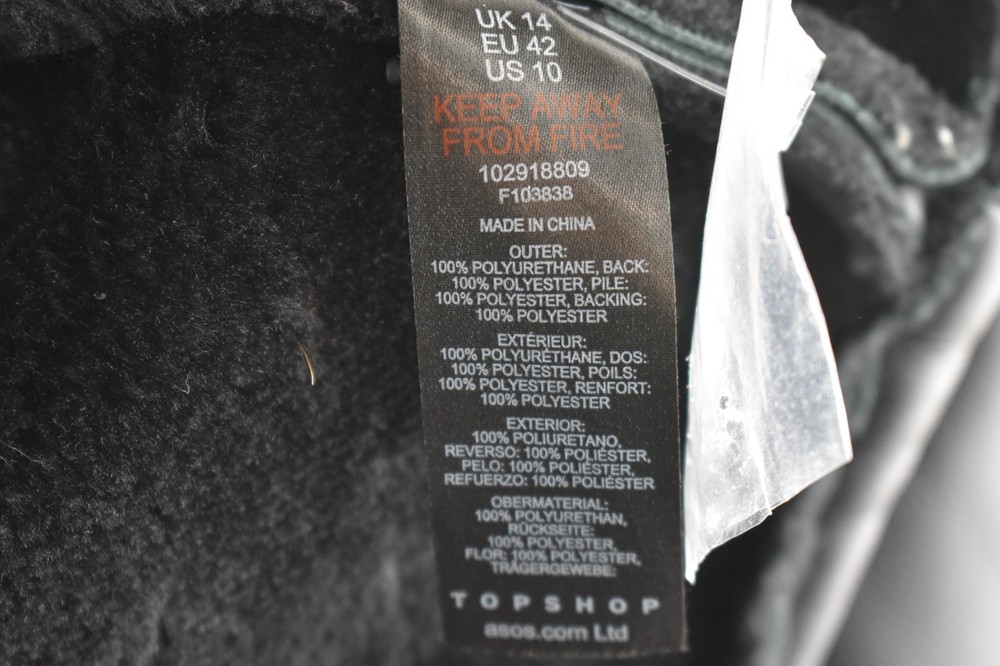 UK 14
EU 42
US 10
KEEP AWAY
FROM FIRE
102918809
F103838
MADE IN CHINA
OUTER:
100% POLYURETHANE, BACK:
100% POLYESTER, PILE:
100% POLYESTER, BACKING:
100% POLYESTER
EXTÉRIEUR:
100% POLYURÉTHANE, DOS:
100% POLYESTER, POILS:
100% POLYESTER, RENFORT:
100% POLYESTER
EXTERIOR:
100% POLIURETANO,
REVERSO: 100% POLIÉSTER,
PELO: 100% POLIÉSTER,
REFUERZO: 100% POLIÉSTER
OBERMATERIAL:
100% POLYURETHAN,
RÜCKSEITE:
100% POLYESTER,
FLOR: 100% POLYESTER,
TRÄGERGEWEBE:
TOPSHOP
asos.com Ltd